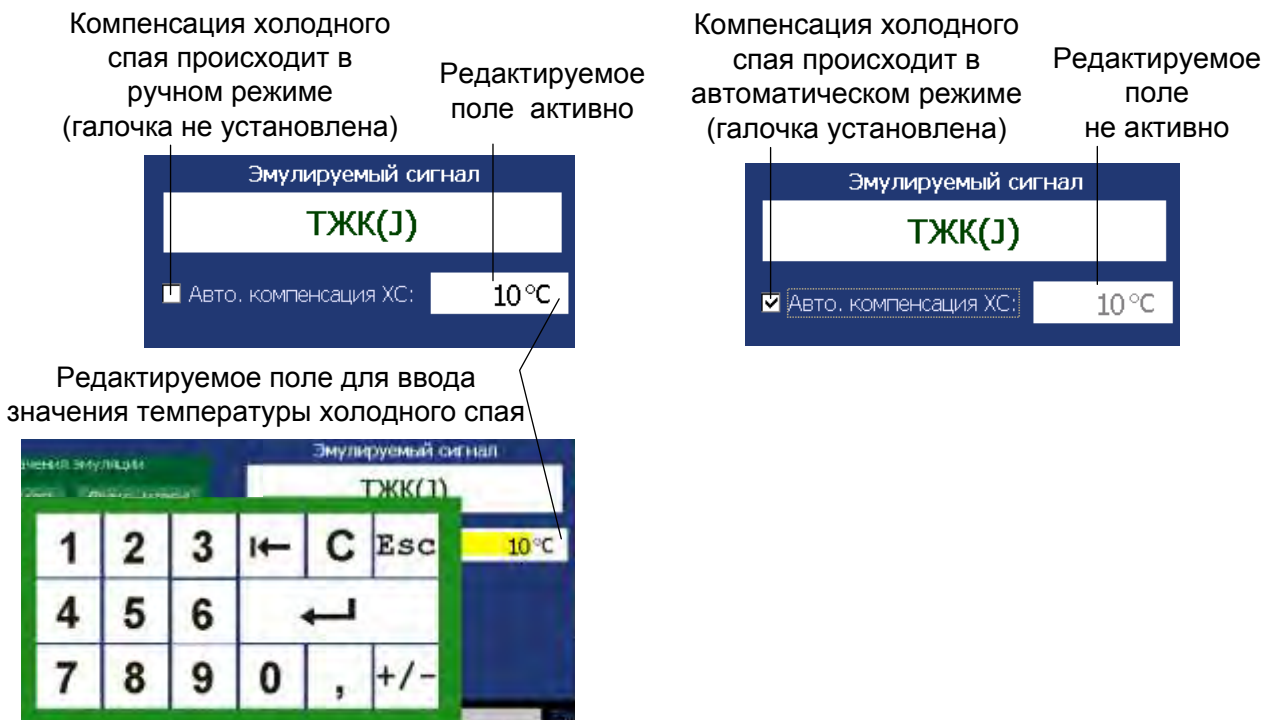 Компенсация холодного
спая происходит в
ручном режиме
(галочка не установлена)
Редактируемое
поле активно
Эмулируемый сигнал
ТЖК(J)
Авто. компенсация ХС:
10°C
Компенсация холодного
спая происходит в
автоматическом режиме
(галочка установлена)
Редактируемое
поле
не активно
Эмулируемый сигнал
ТЖК(J)
Авто. компенсация ХС:
10°C
Редактируемое поле для ввода
значения температуры холодного спая
эмуляции
Эмулируемый сигнал
ТЖК(J)
10°C
1 2 3 C Esc
4 5 6
7 8 9 0 , +/-